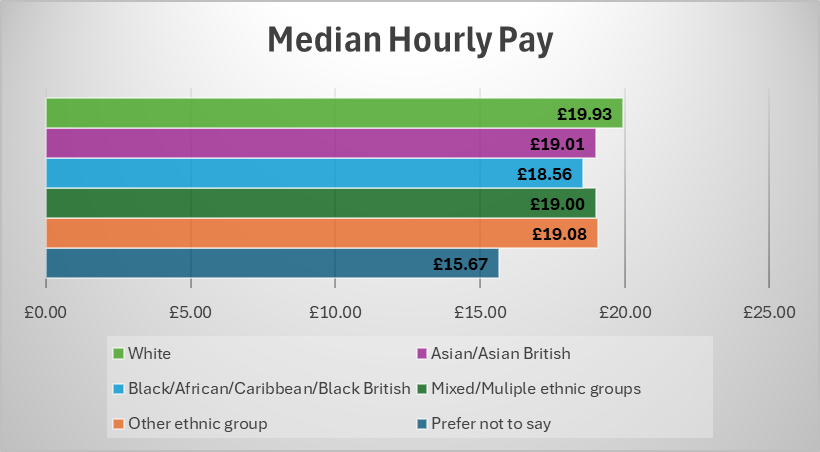 Median Hourly Pay
£19.93
£19.01
£18.56
£19.00
£19.08
£15.67
£0.00 £5.00 £10.00 £15.00 £20.00 £25.00
White Asian/Asian British
Black/African/Caribbean/Black British Mixed/Muliple ethnic groups
Other ethnic group Prefer not to say